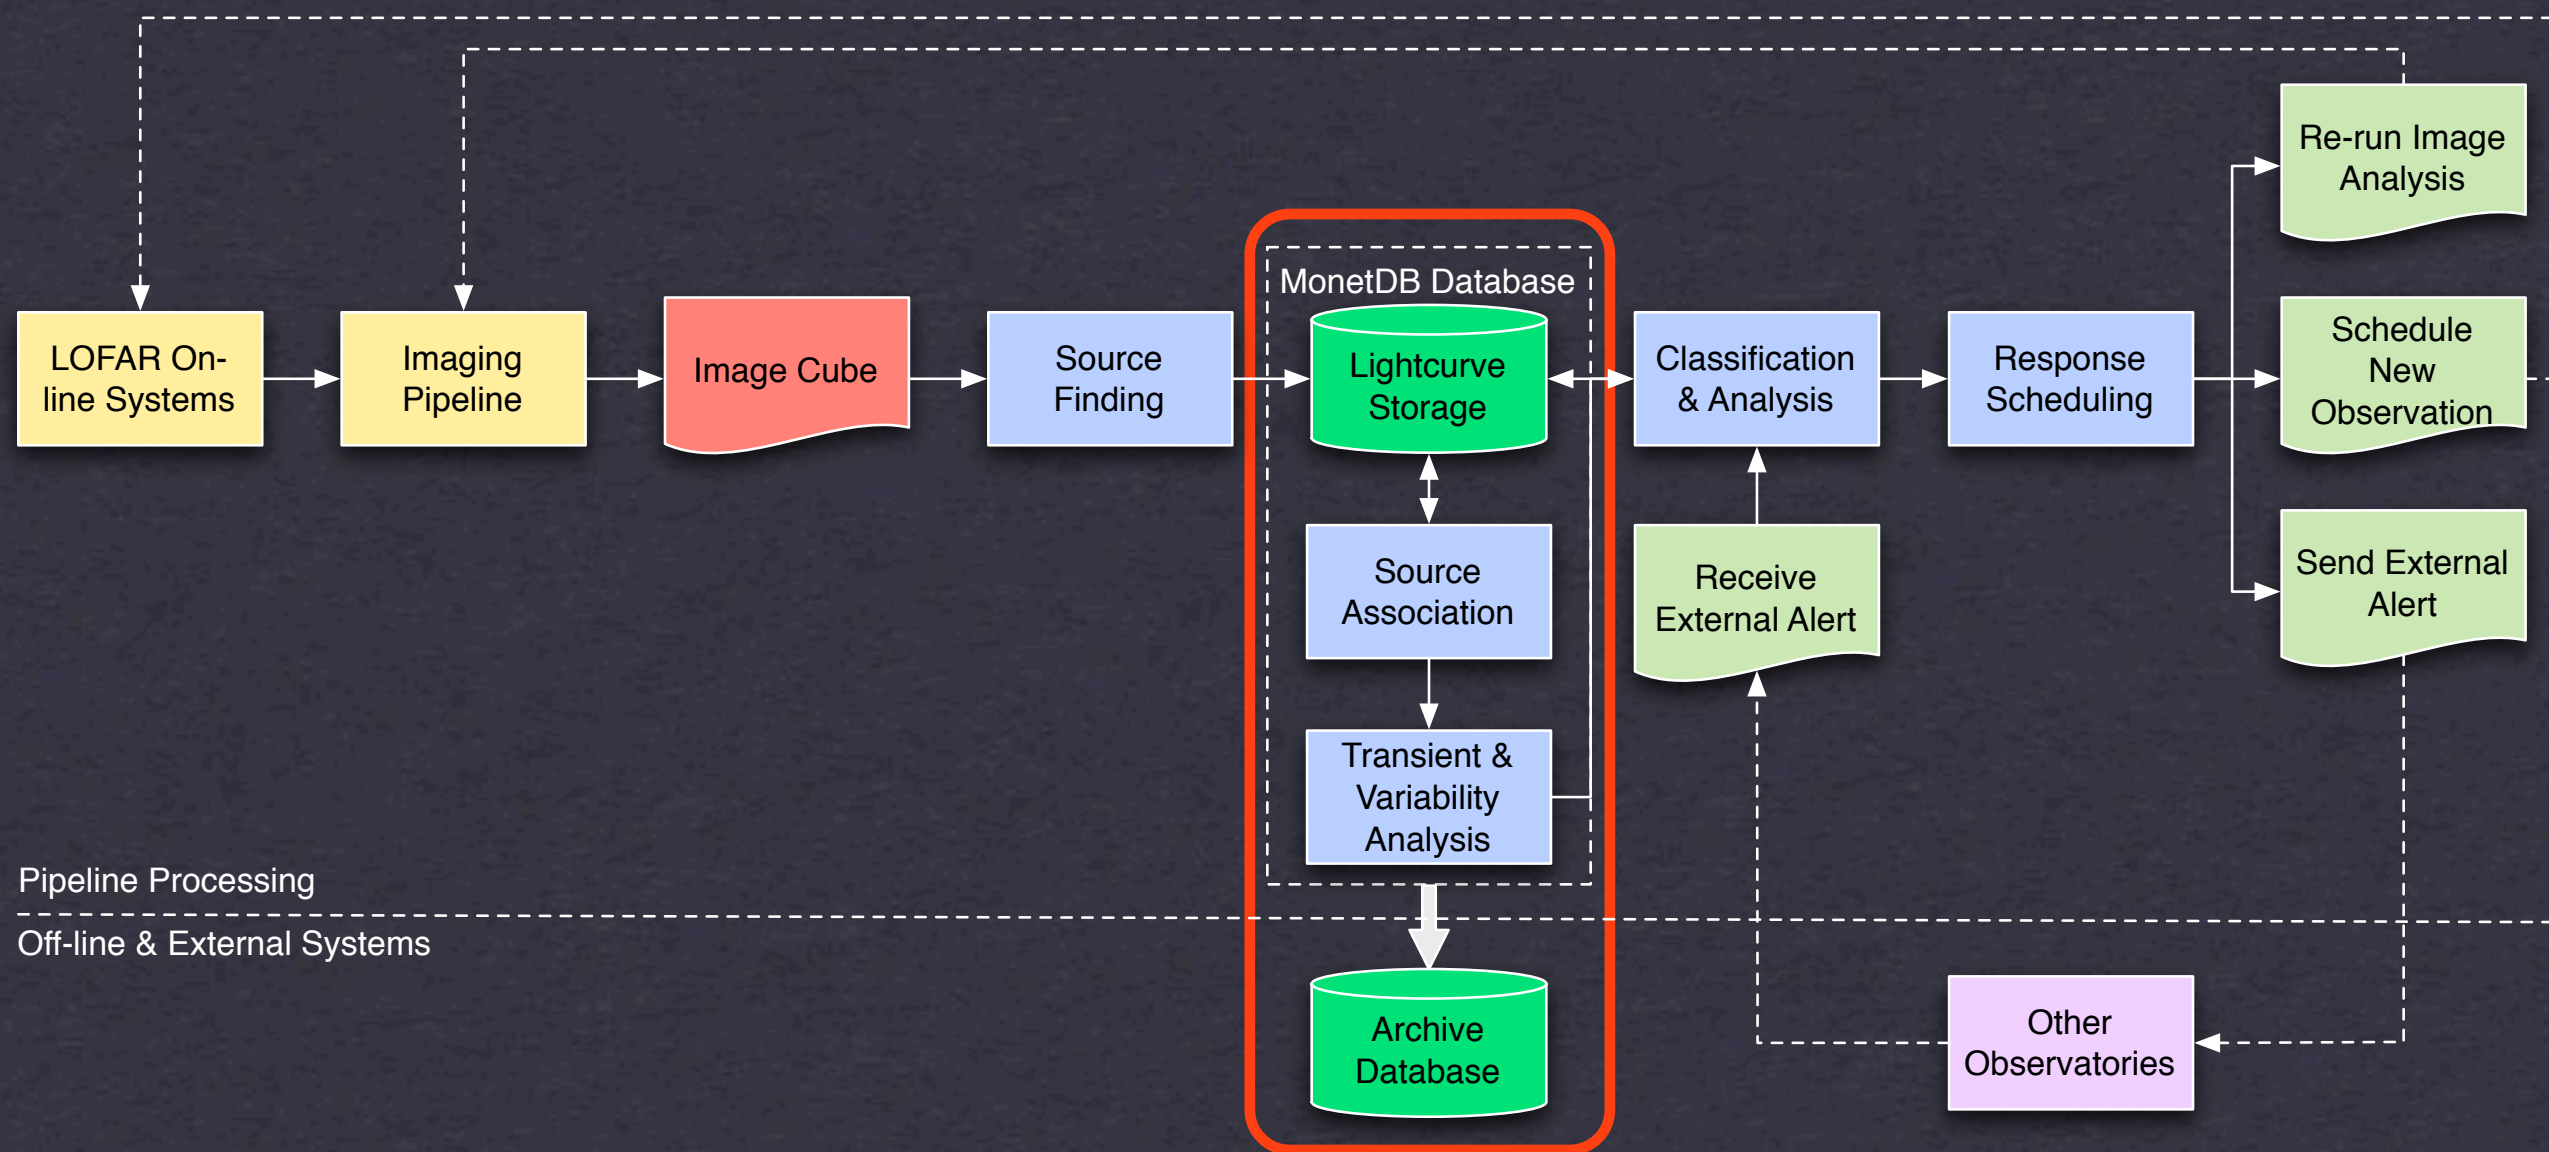 Re-run Image
Analysis
MonetDB Database
LOFAR On-
line Systems
Imaging
Pipeline
Image Cube
Source
Finding
Lightcurve
Storage
Classification
& Analysis
Response
Scheduling
Schedule
New
Observation
Source
Association
Receive
External Alert
Send External
Alert
Transient &
Variability
Analysis
Pipeline Processing
Off-line & External Systems
Archive
Database
Other
Observatories